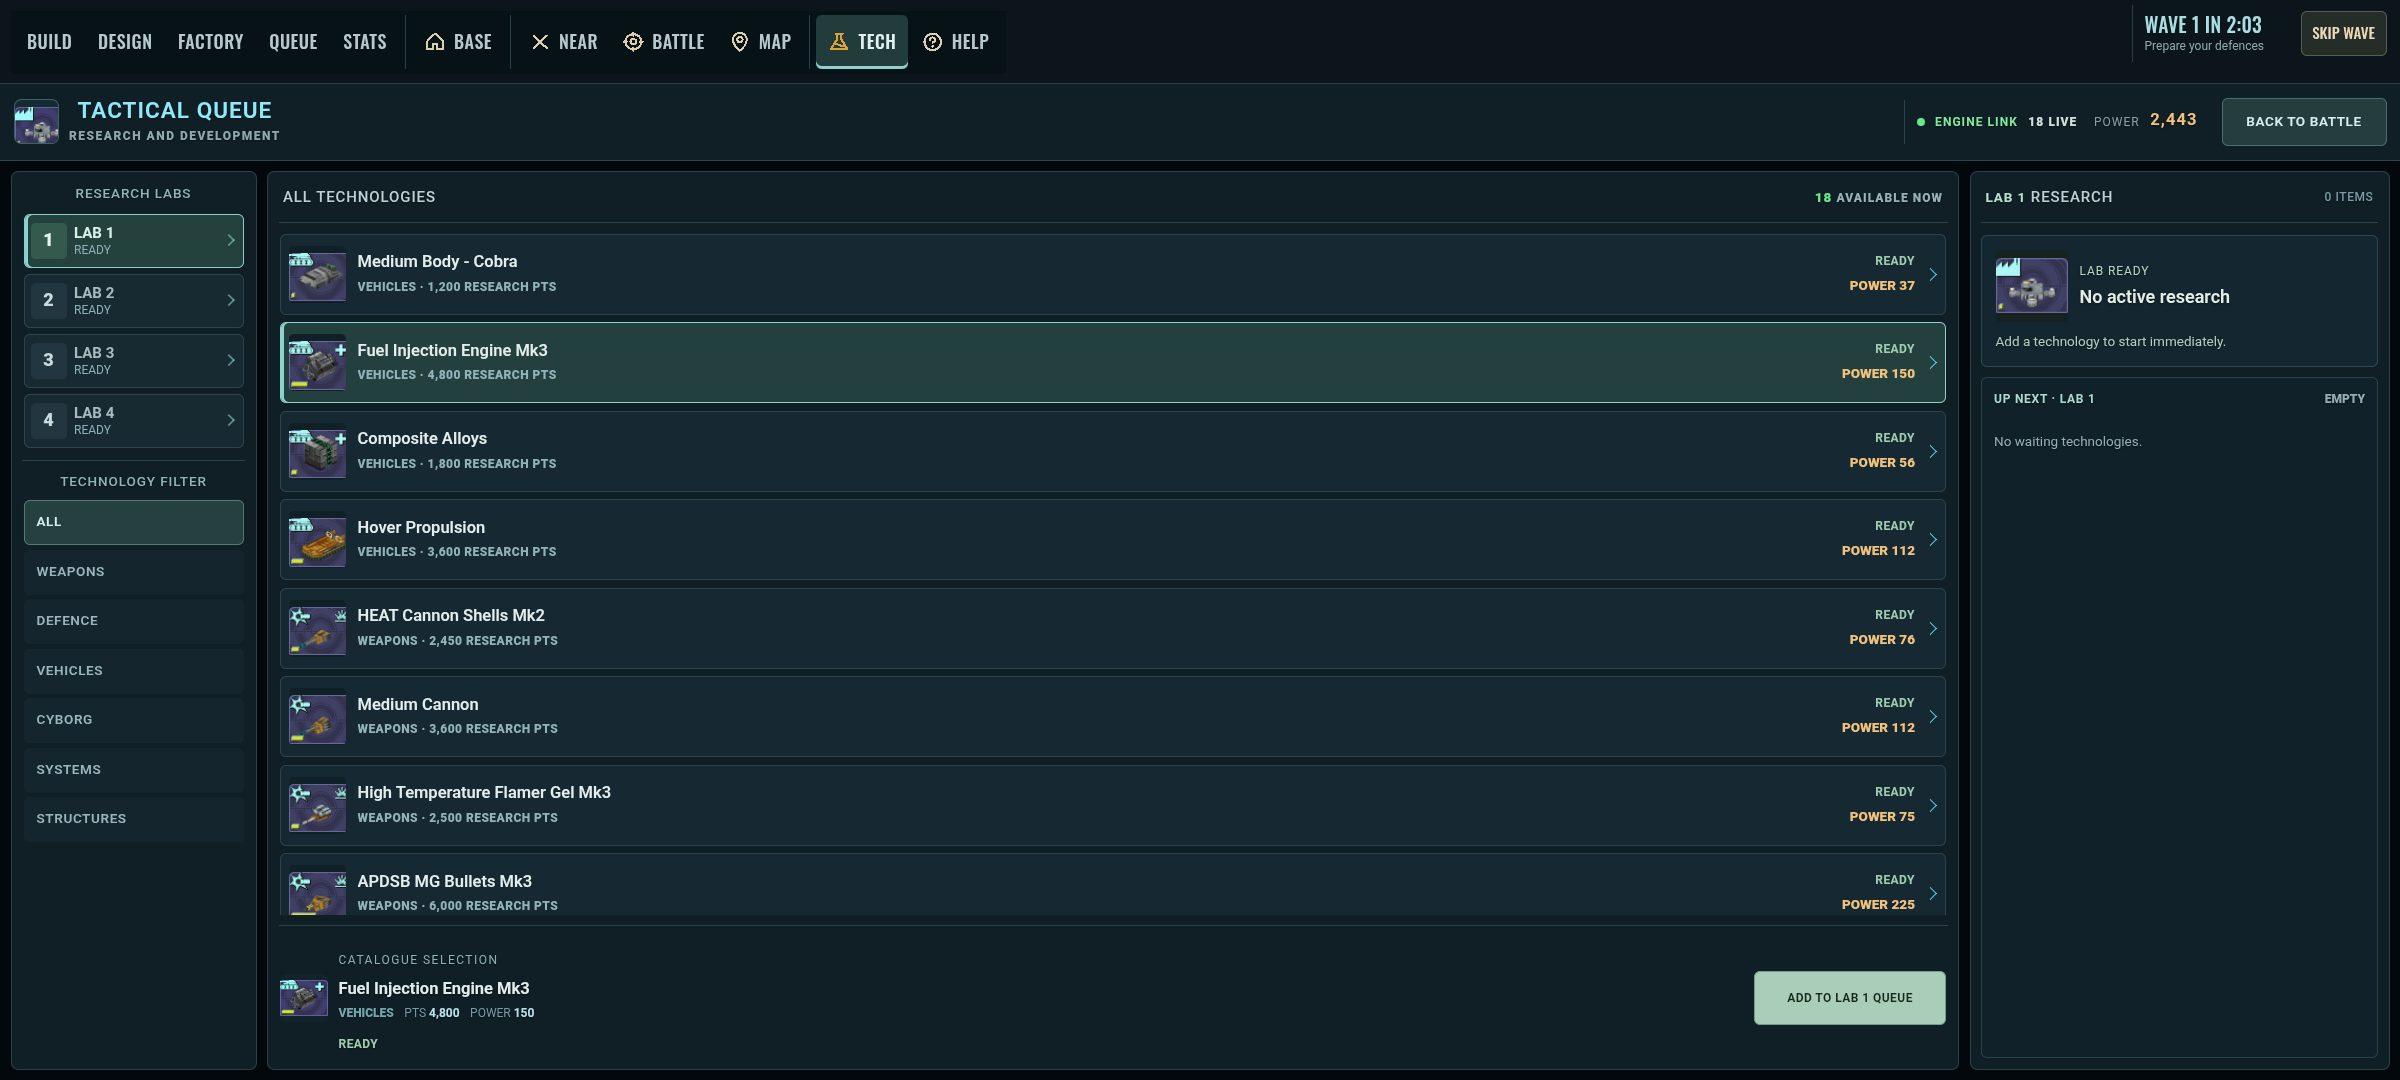 BUILD DESIGN FACTORY QUEUE STATS BASE NEAR BATTLE MAP TECH HELP
WAVE 1 IN 2:03
Prepare your defences
SKIP WAVE
TACTICAL QUEUE
RESEARCH AND DEVELOPMENT
ENGINE LINK 18 LIVE POWER 2,443
BACK TO BATTLE
RESEARCH LABS
1 LAB 1
READY
2 LAB 2
READY
3 LAB 3
READY
4 LAB 4
READY
TECHNOLOGY FILTER
ALL
WEAPONS
DEFENCE
VEHICLES
CYBORG
SYSTEMS
STRUCTURES
ALL TECHNOLOGIES
18 AVAILABLE NOW
Medium Body - Cobra
VEHICLES · 1,200 RESEARCH PTS
READY
POWER 37
Fuel Injection Engine Mk3
VEHICLES · 4,800 RESEARCH PTS
READY
POWER 150
Composite Alloys
VEHICLES · 1,800 RESEARCH PTS
READY
POWER 56
Hover Propulsion
VEHICLES · 3,600 RESEARCH PTS
READY
POWER 112
HEAT Cannon Shells Mk2
WEAPONS · 2,450 RESEARCH PTS
READY
POWER 76
Medium Cannon
WEAPONS · 3,600 RESEARCH PTS
READY
POWER 112
High Temperature Flamer Gel Mk3
WEAPONS · 2,500 RESEARCH PTS
READY
POWER 75
APDSB MG Bullets Mk3
WEAPONS · 6,000 RESEARCH PTS
READY
POWER 225
CATALOGUE SELECTION
Fuel Injection Engine Mk3
VEHICLES PTS 4,800 POWER 150
READY
ADD TO LAB 1 QUEUE
LAB 1 RESEARCH
0 ITEMS
LAB READY
No active research
Add a technology to start immediately.
UP NEXT · LAB 1
EMPTY
No waiting technologies.